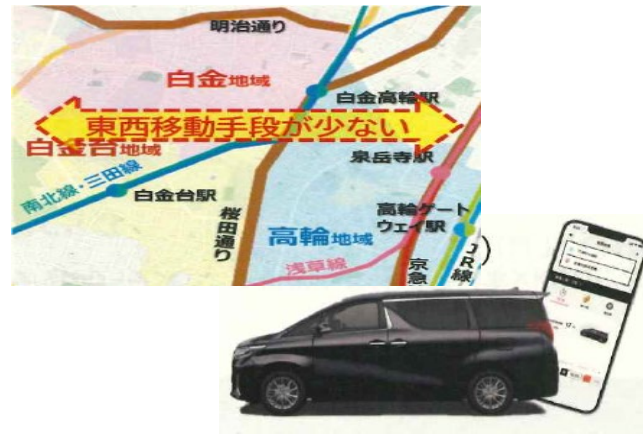 明治通り
白金地域
白金高輪駅
東西移動手段が少ない
白金台地域
泉岳寺駅
南北線・三田線
白金台駅
桜田通り
高輪ゲート
ウェイ駅
高輪地域
浅草線
京急
JR線
)